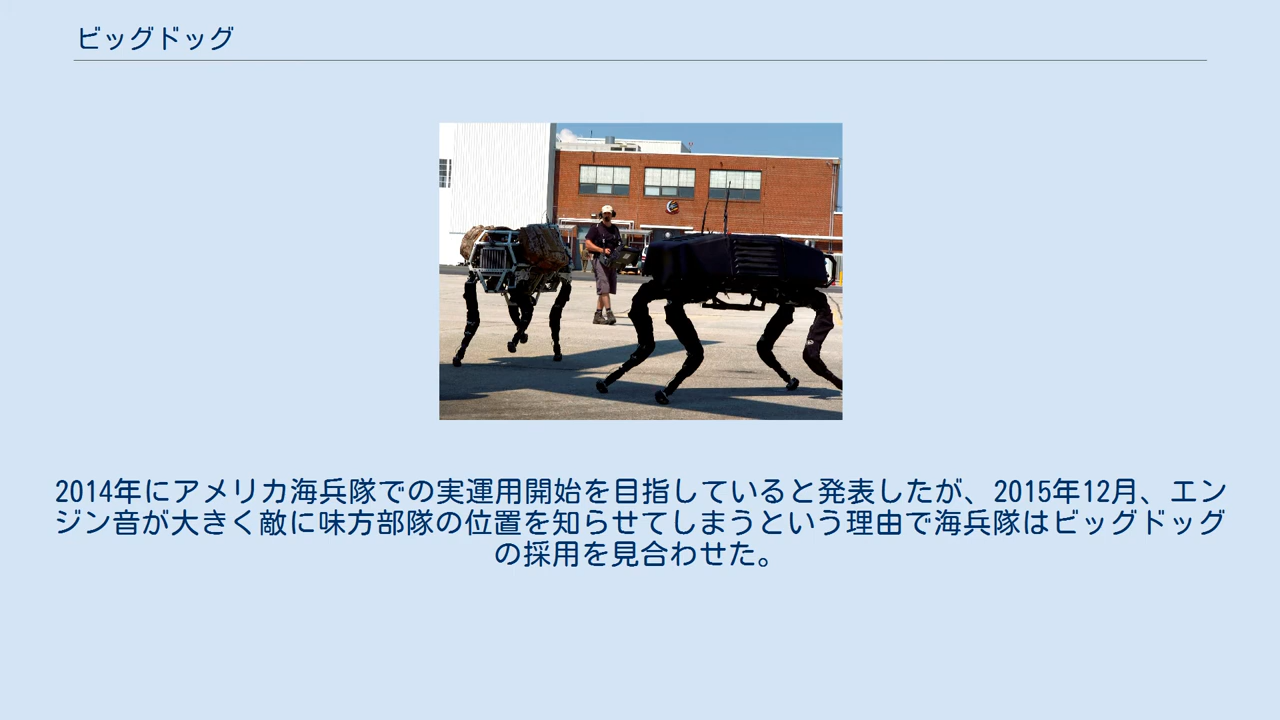 ビッグドッグ
2014年にアメリカ海兵隊での実運用開始を目指していると発表したが、2015年12月、エン
ジン音が大きく敵に味方部隊の位置を知らせてしまうという理由で海兵隊はビッグドッグ
の採用を見合わせた。